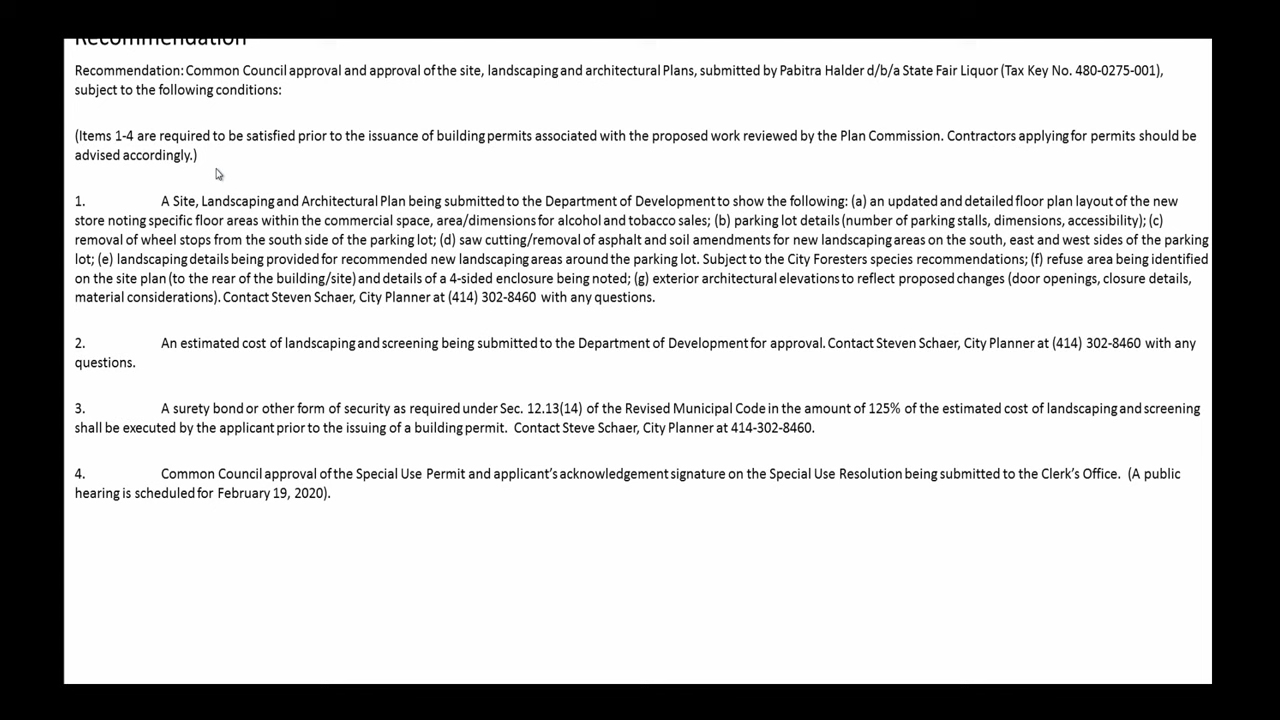 Recommendation
Recommendation: Common Council approval and approval of the site, landscaping and architectural Plans, submitted by Pabitra Halder d/b/a State Fair Liquor (Tax Key No. 480-0275-001),
subject to the following conditions:
(Items 1-4 are required to be satisfied prior to the issuance of building permits associated with the proposed work reviewed by the Plan Commission. Contractors applying for permits should be
advised accordingly.)
1. A Site, Landscaping and Architectural Plan being submitted to the Department of Development to show the following: (a) an updated and detailed floor plan layout of the new
store noting specific floor areas within the commercial space, area/dimensions for alcohol and tobacco sales; (b) parking lot details (number of parking stalls, dimensions, accessibility); (c)
removal of wheel stops from the south side of the parking lot; (d) saw cutting/removal of asphalt and soil amendments for new landscaping areas on the south, east and west sides of the parking
lot; (e) landscaping details being provided for recommended new landscaping areas around the parking lot. Subject to the City Foresters species recommendations; (f) refuse area being identified
on the site plan (to the rear of the building/site) and details of a 4-sided enclosure being noted; (g) exterior architectural elevations to reflect proposed changes (door openings, closure details,
material considerations). Contact Steven Schaer, City Planner at (414) 302-8460 with any questions.
2. An estimated cost of landscaping and screening being submitted to the Department of Development for approval. Contact Steven Schaer, City Planner at (414) 302-8460 with any
questions.
3. A surety bond or other form of security as required under Sec. 12.13(14) of the Revised Municipal Code in the amount of 125% of the estimated cost of landscaping and screening
shall be executed by the applicant prior to the issuing of a building permit. Contact Steve Schaer, City Planner at 414-302-8460.
4. Common Council approval of the Special Use Permit and applicant's acknowledgement signature on the Special Use Resolution being submitted to the Clerk's Office. (A public
hearing is scheduled for February 19, 2020).